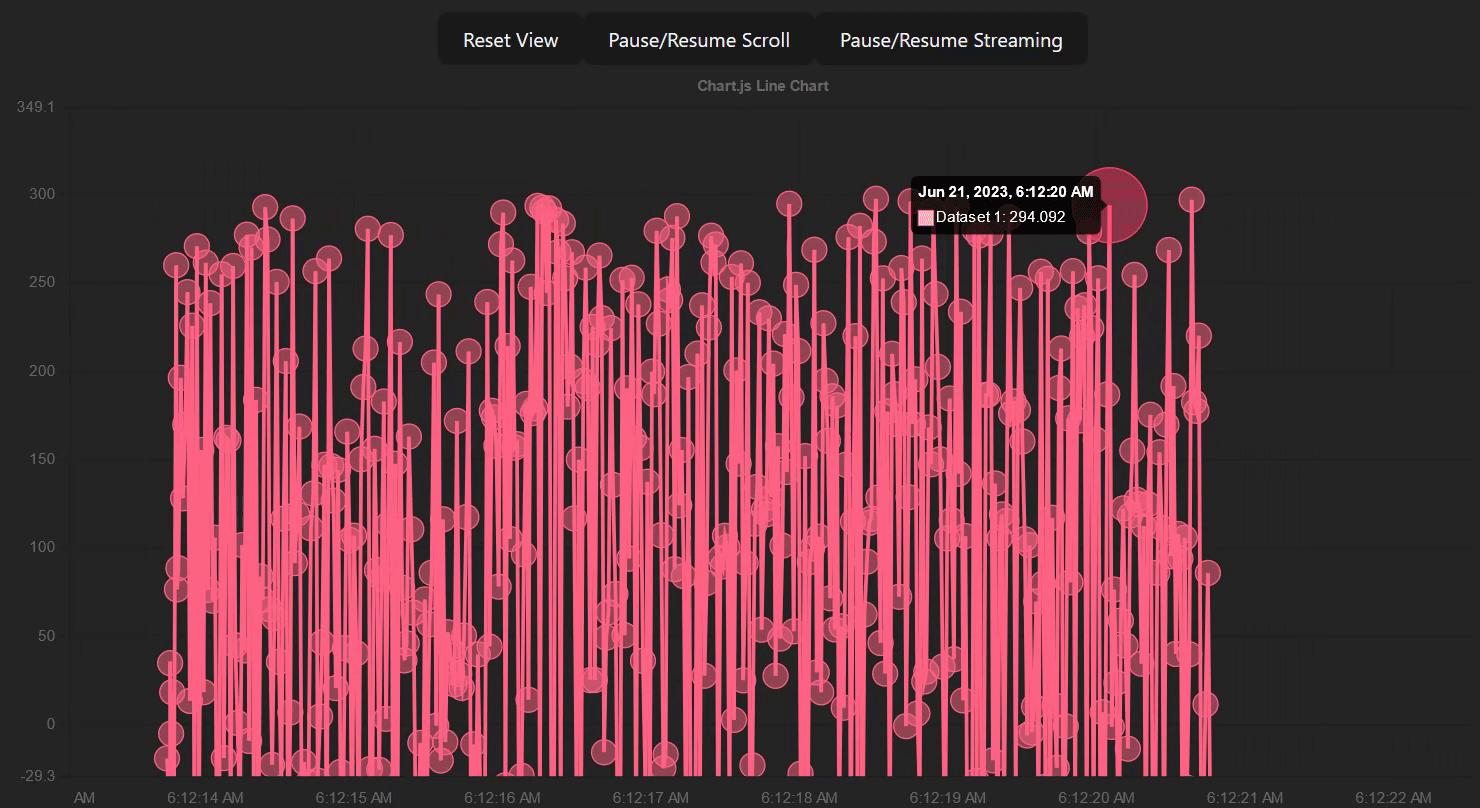 Reset View Pause/Resume Scroll Pause/Resume Streaming
Chart.js Line Chart
349.1
300
Jun 21, 2023, 6:12:20 AM
Dataset 1: 294.092
250
200
150
100
50
0
-29.3
AM 6:12:14 AM 6:12:15 AM 6:12:16 AM 6:12:17 AM 6:12:18 AM 6:12:19 AM 6:12:20 AM 6:12:21 AM 6:12:22 AM